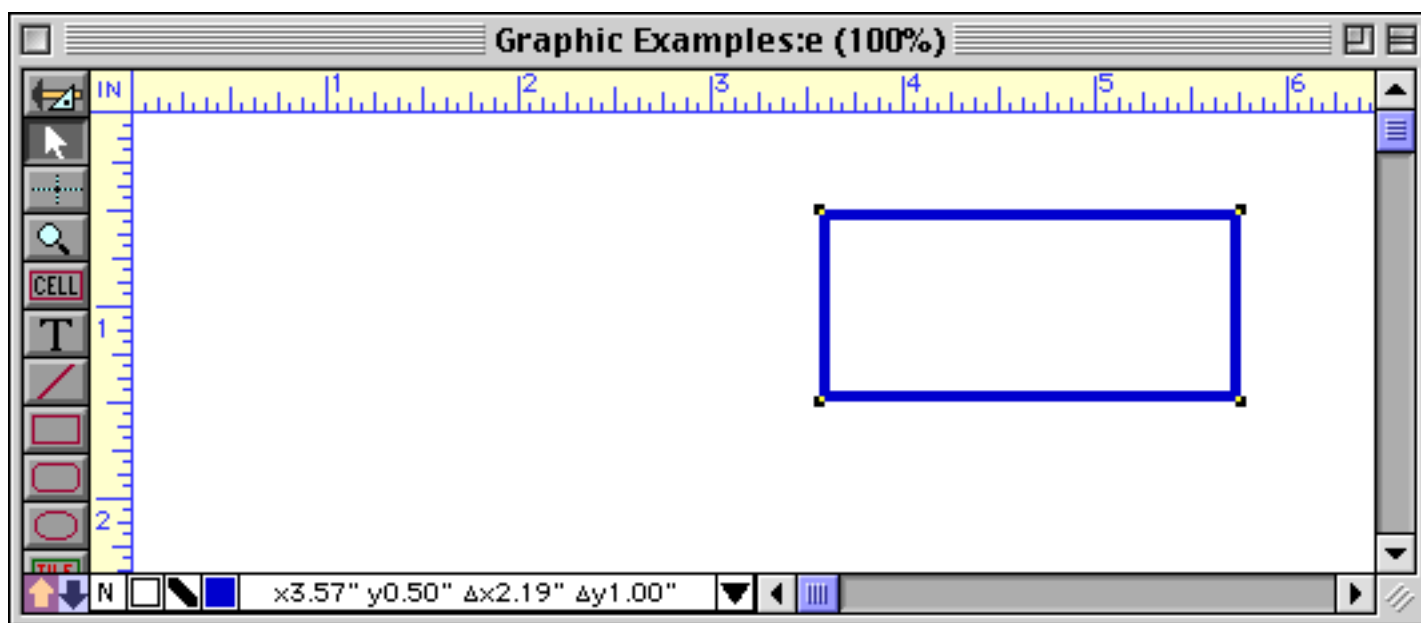 Graphic Examples:e (100%)
IN 1 2 3 4 5 6
CELL
T
1
2
TILE
N x3.57" y0.50" Δx2.19" Δy1.00"